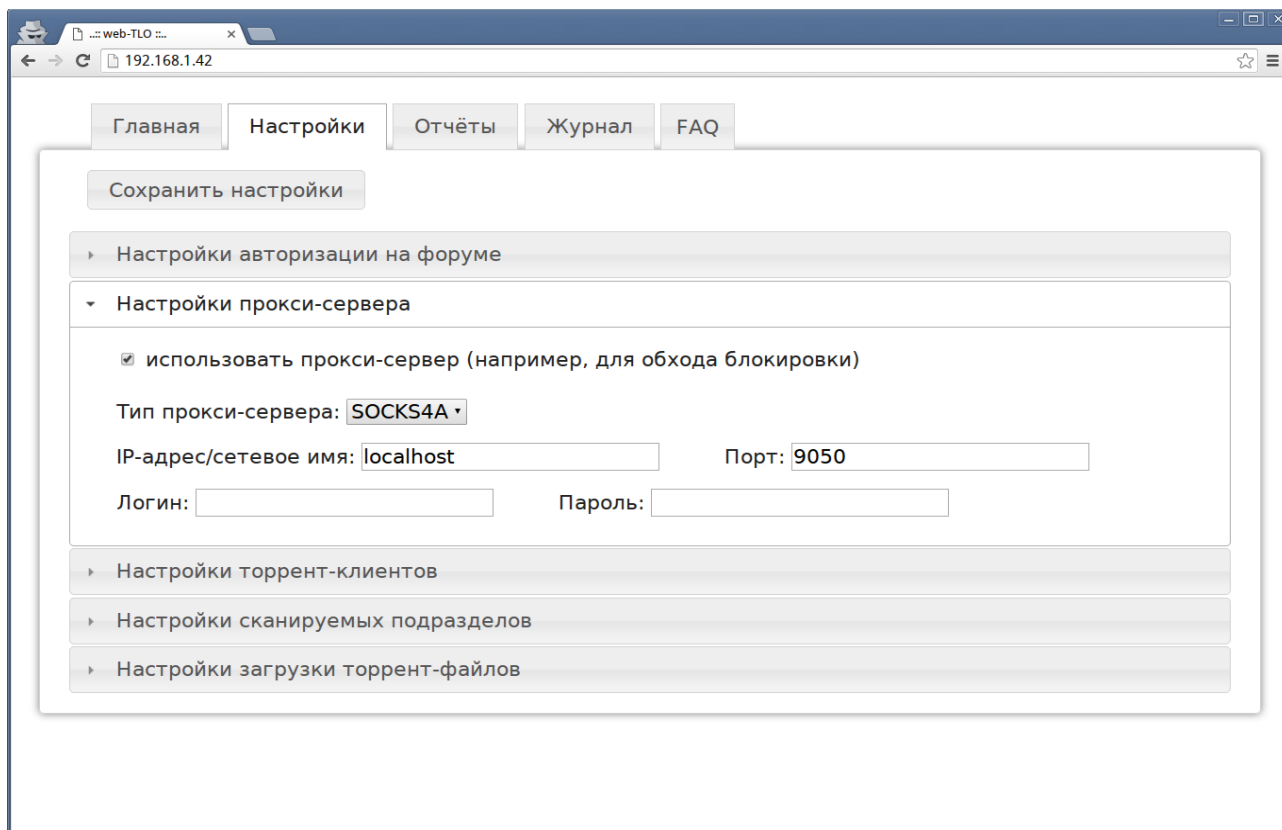 ..:: web-TLO ::..
192.168.1.42
Главная Настройки Отчёты Журнал FAQ
Сохранить настройки
Настройки авторизации на форуме
Настройки прокси-сервера
использовать прокси-сервер (например, для обхода блокировки)
Тип прокси-сервера: SOCKS4A
IP-адрес/сетевое имя: localhost Порт: 9050
Логин: Пароль:
Настройки торрент-клиентов
Настройки сканируемых подразделов
Настройки загрузки торрент-файлов